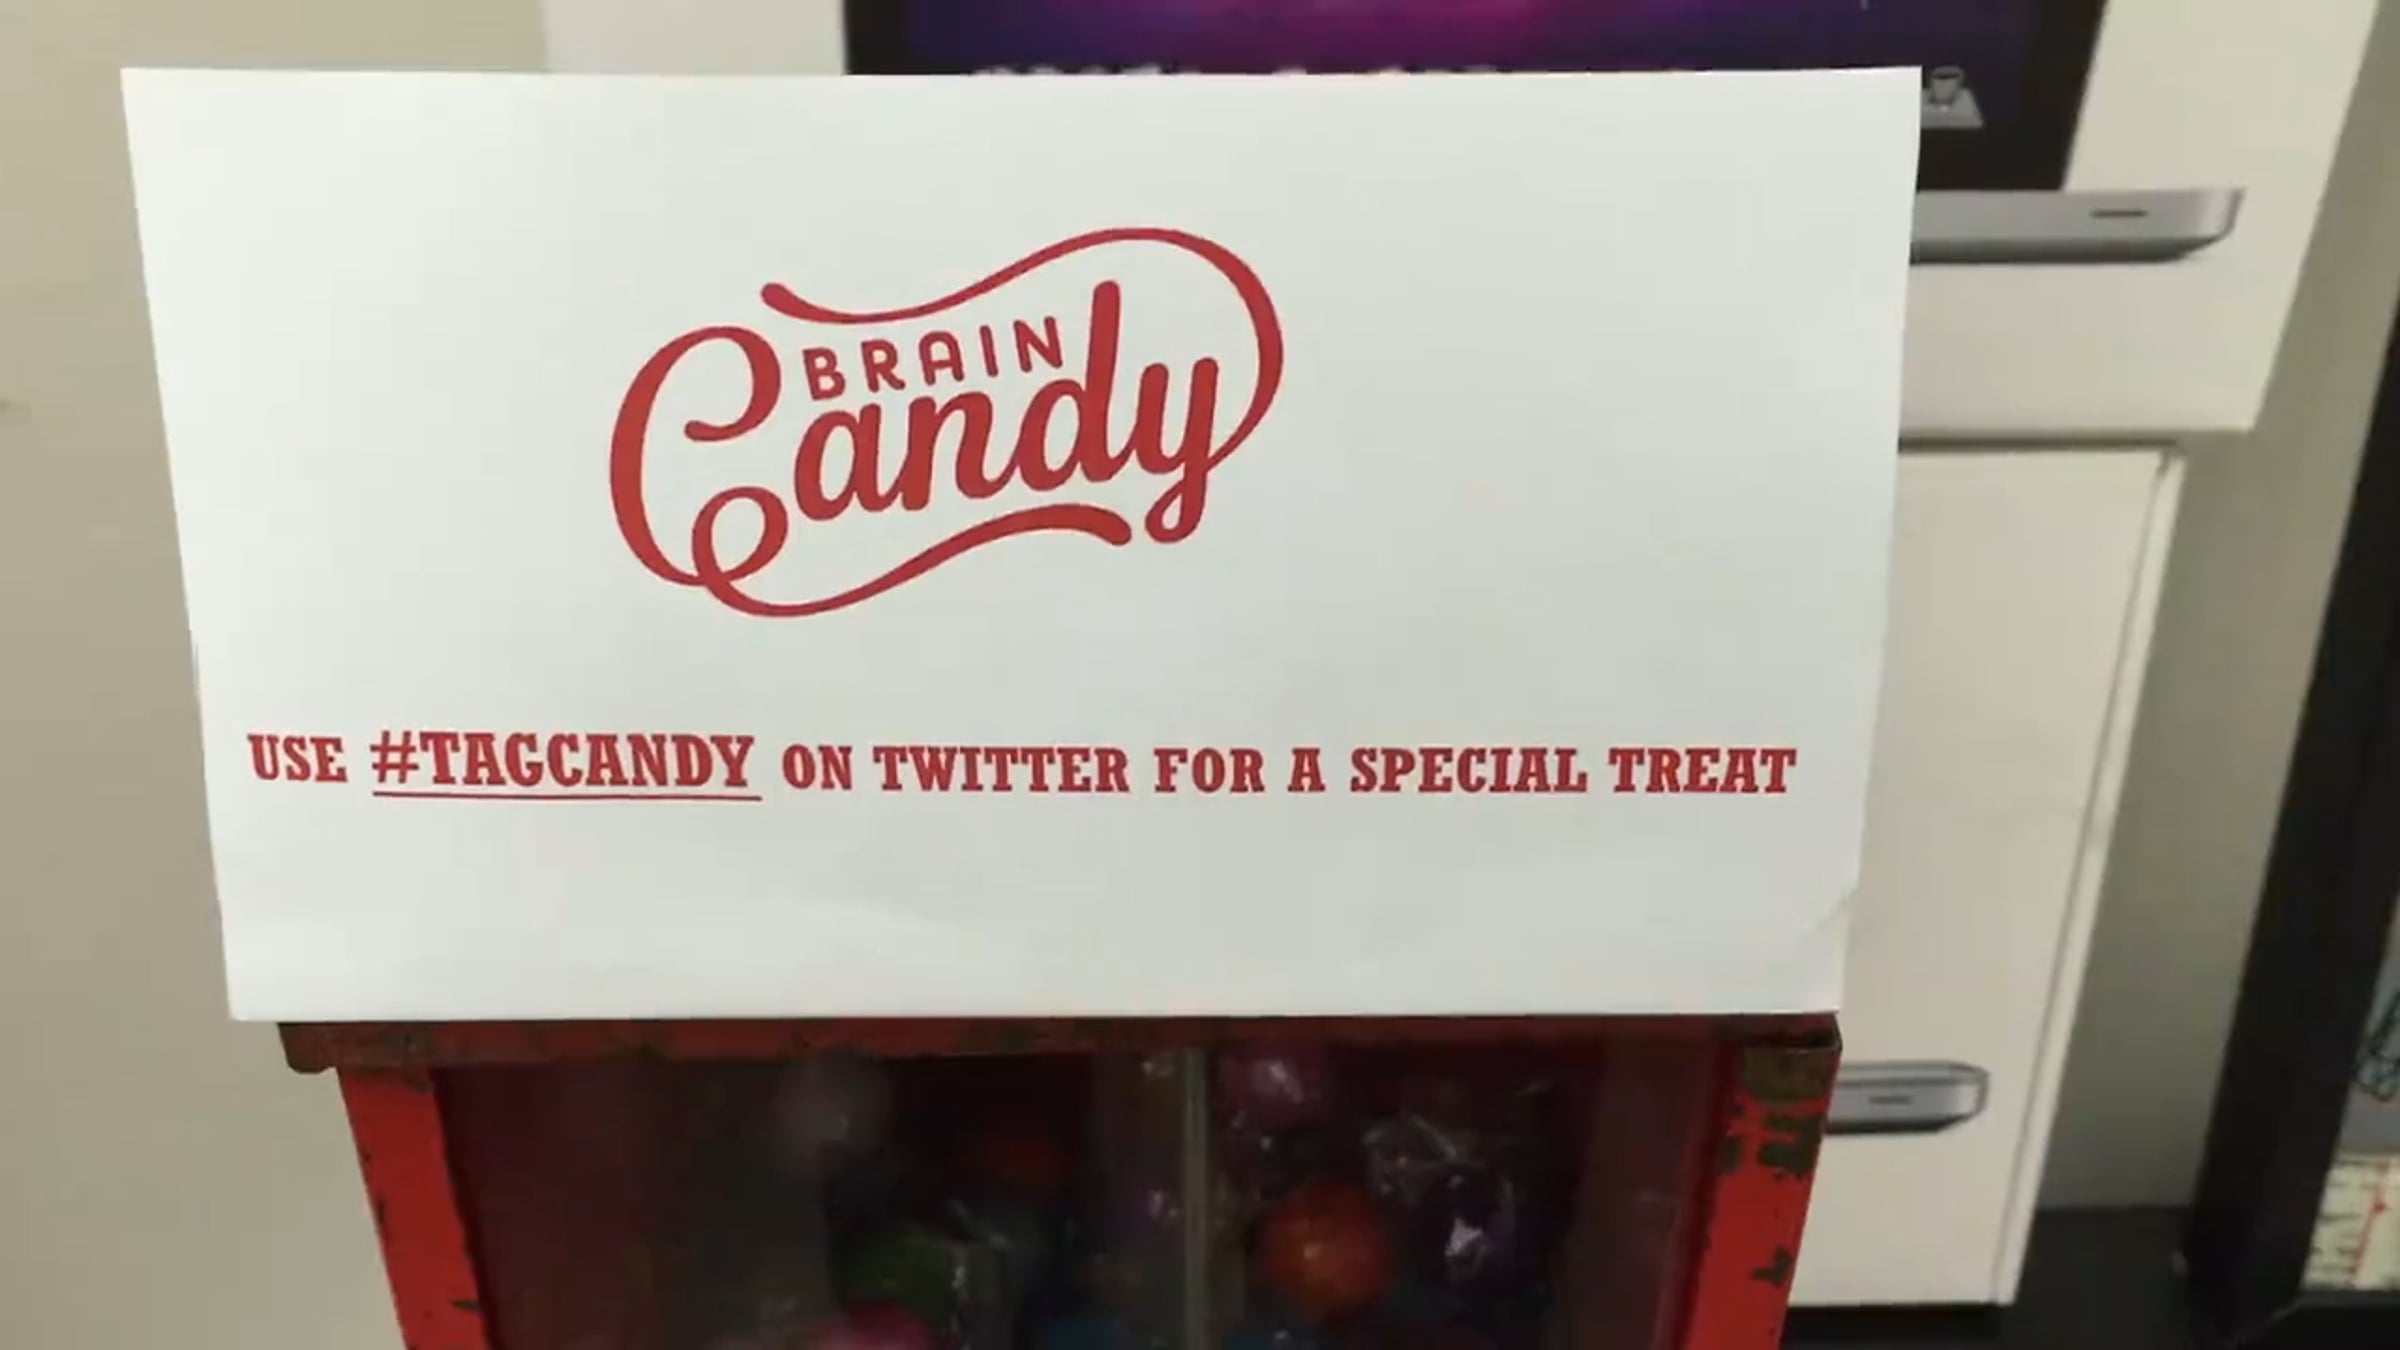 BRAIN
Candy
USE #TAGCANDY ON TWITTER FOR A SPECIAL TREAT